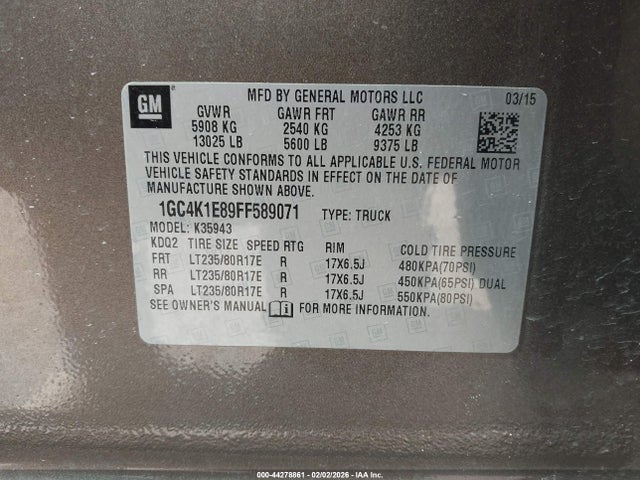 GM
MFD BY GENERAL MOTORS LLC 03/15
GVWR GAWR FRT GAWR RR
5908 KG 2540 KG 4253 KG
13025 LB 5600 LB 9375 LB
THIS VEHICLE CONFORMS TO ALL APPLICABLE U.S. FEDERAL MOTOR
VEHICLE SAFETY STANDARDS IN EFFECT ON THE DATE OF
MANUFACTURE SHOWN ABOVE.
1GC4K1E89FF589071 TYPE: TRUCK
MODEL: K35943
KDQ2 TIRE SIZE SPEED RTG RIM COLD TIRE PRESSURE
FRT LT235/80R17E R 17X6.5J 480KPA(70PSI)
RR LT235/80R17E R 17X6.5J 450KPA(65PSI) DUAL
SPA LT235/80R17E R 17X6.5J 550KPA(80PSI)
SEE OWNER'S MANUAL FOR MORE INFORMATION.
000-44278861 - 02/02/2026 - IAA Inc.